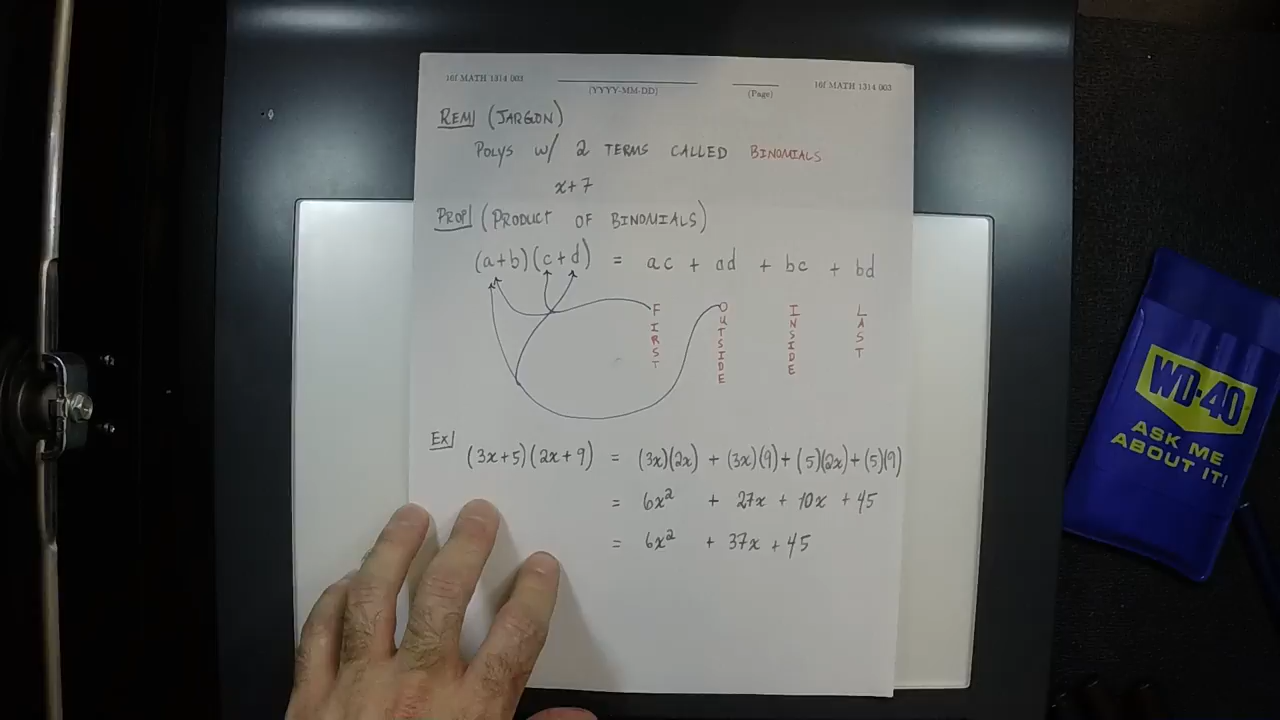 16f MATH 1314 003 (YYYY-MM-DD) (Page) 16f MATH 1314 003
REM (JARGON)
POLYS W/ 2 TERMS CALLED BINOMIALS
x+7
PROP (PRODUCT OF BINOMIALS)
(a+b)(c+d) = ac + ad + bc + bd
FIRST OUTSIDE INSIDE LAST
EX (3x+5)(2x+9) = (3x)(2x) + (3x)(9) + (5)(2x) + (5)(9)
= 6x² + 27x + 10x + 45
= 6x² + 37x + 45
WD-40
ASK ME
ABOUT IT!